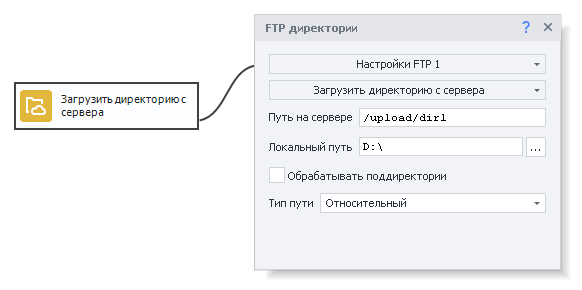 FTP директории
?
Настройки FTP 1
Загрузить директорию с
сервера
Загрузить директорию с сервера
Путь на сервере /upload/dir1
Локальный путь D:\ ...
Обрабатывать поддиректории
Тип пути Относительный